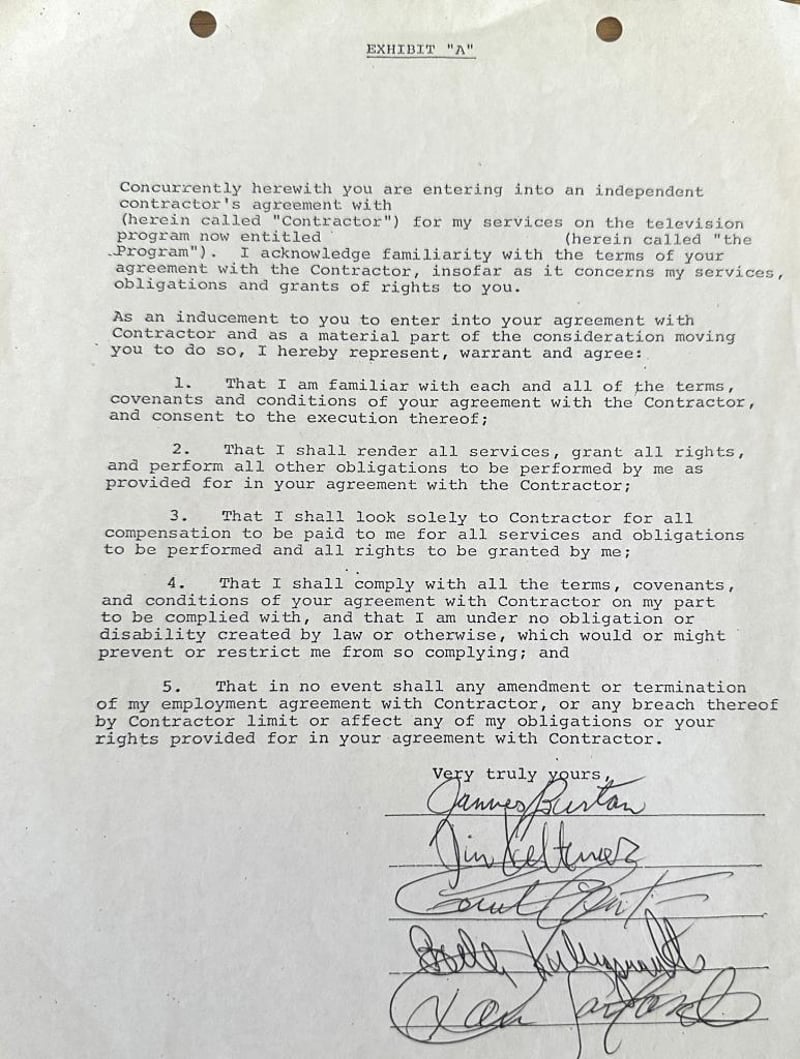 EXHIBIT "A"
Concurrently herewith you are entering into an independent
contractor's agreement with
(herein called "Contractor") for my services on the television
program now entitled (herein called "the
Program"). I acknowledge familiarity with the terms of your
agreement with the Contractor, insofar as it concerns my services,
obligations and grants of rights to you.
As an inducement to you to enter into your agreement with
Contractor and as a material part of the consideration moving
you to do so, I hereby represent, warrant and agree:
1. That I am familiar with each and all of the terms,
covenants and conditions of your agreement with the Contractor,
and consent to the execution thereof;
2. That I shall render all services, grant all rights,
and perform all other obligations to be performed by me as
provided for in your agreement with the Contractor;
3. That I shall look solely to Contractor for all
compensation to be paid to me for all services and obligations
to be performed and all rights to be granted by me;
4. That I shall comply with all the terms, covenants,
and conditions of your agreement with Contractor on my part
to be complied with, and that I am under no obligation or
disability created by law or otherwise, which would or might
prevent or restrict me from so complying; and
5. That in no event shall any amendment or termination
of my employment agreement with Contractor, or any breach thereof
by Contractor limit or affect any of my obligations or your
rights provided for in your agreement with Contractor.
Very truly yours,
James Burton
Jim Keltner